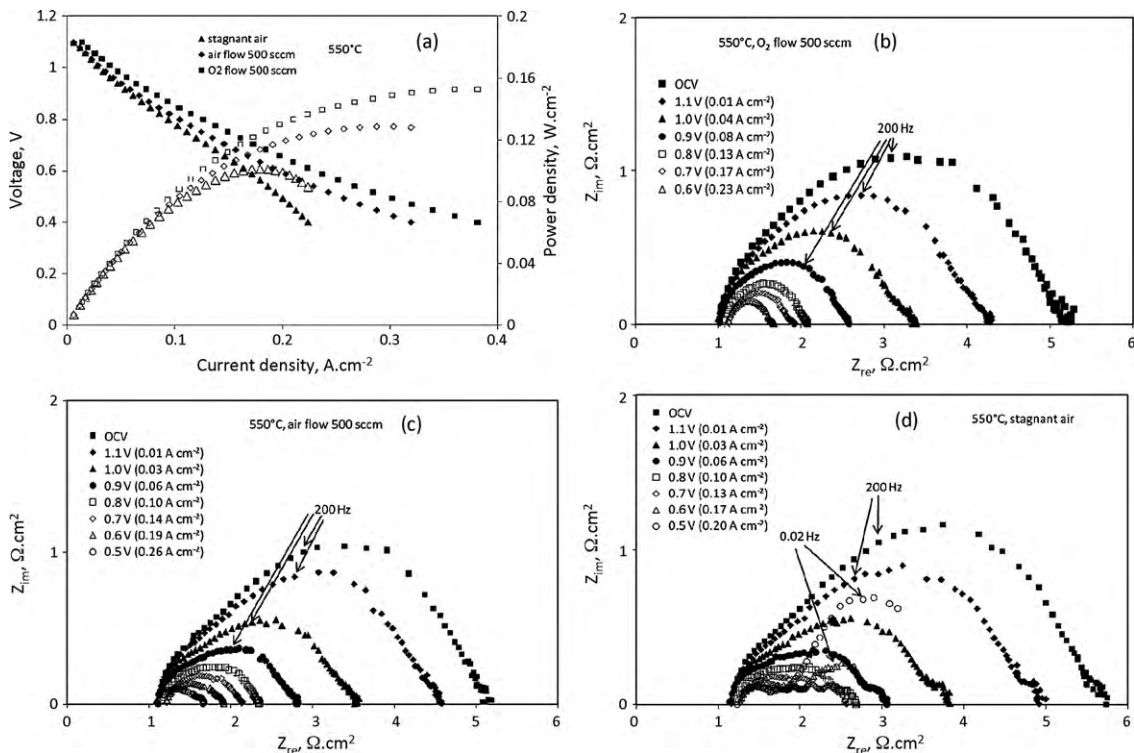 (a)
550°C
stagnant air
air flow 500 sccm
O2 flow 500 sccm
1.2
1
0.8
0.6
0.4
0.2
0
Voltage, V
0
0.1
0.2
0.3
0.4
Current density, A.cm⁻²
0.2
0.16
0.12
0.08
0.04
0
Power density, W.cm⁻²
550°C, O₂ flow 500 sccm
(b)
OCV
1.1 V (0.01 A cm⁻²)
1.0 V (0.04 A cm⁻²)
0.9 V (0.08 A cm⁻²)
0.8 V (0.13 A cm⁻²)
0.7 V (0.17 A cm⁻²)
0.6 V (0.23 A cm⁻²)
200 Hz
2
1
0
Zim, Ω.cm2
0
1
2
3
4
5
6
Zre, Ω.cm²
550°C, air flow 500 sccm
(c)
OCV
1.1 V (0.01 A cm⁻²)
1.0 V (0.03 A cm⁻²)
0.9 V (0.06 A cm⁻²)
0.8 V (0.10 A cm⁻²)
0.7 V (0.14 A cm⁻²)
0.6 V (0.19 A cm⁻²)
0.5 V (0.26 A cm⁻²)
200Hz
2
1
0
Zim, Ω.cm2
0
1
2
3
4
5
6
Zre, Ω.cm²
(d)
550°C, stagnant air
OCV
1.1 V (0.01 A cm⁻²)
1.0 V (0.03 A cm⁻²)
0.9 V (0.06 A cm⁻²)
0.8 V (0.10 A cm⁻²)
0.7 V (0.13 A cm⁻²)
0.6 V (0.17 A cm⁻²)
0.5 V (0.20 A cm⁻²)
200Hz
0.02 Hz
2
1
0
Zim, Ω.cm2
0
1
2
3
4
5
6
Zre, Ω.cm²